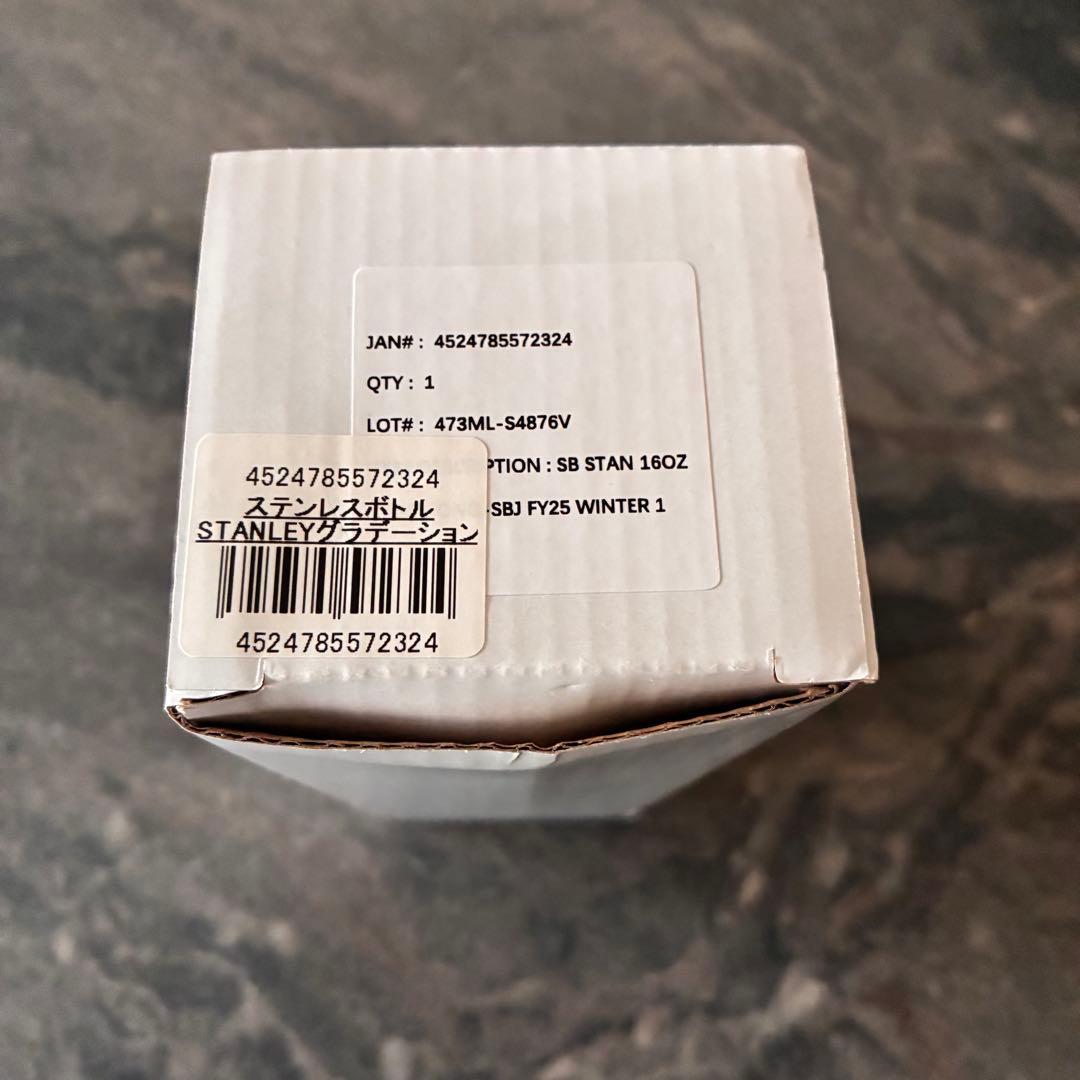 JAN# : 4524785572324
QTY : 1
LOT# : 473ML-S4876V
PTION : SB STAN 16OZ
-SBJ FY25 WINTER 1
4524785572324
ステンレスボトル
STANLEYグラデーション
4524785572324